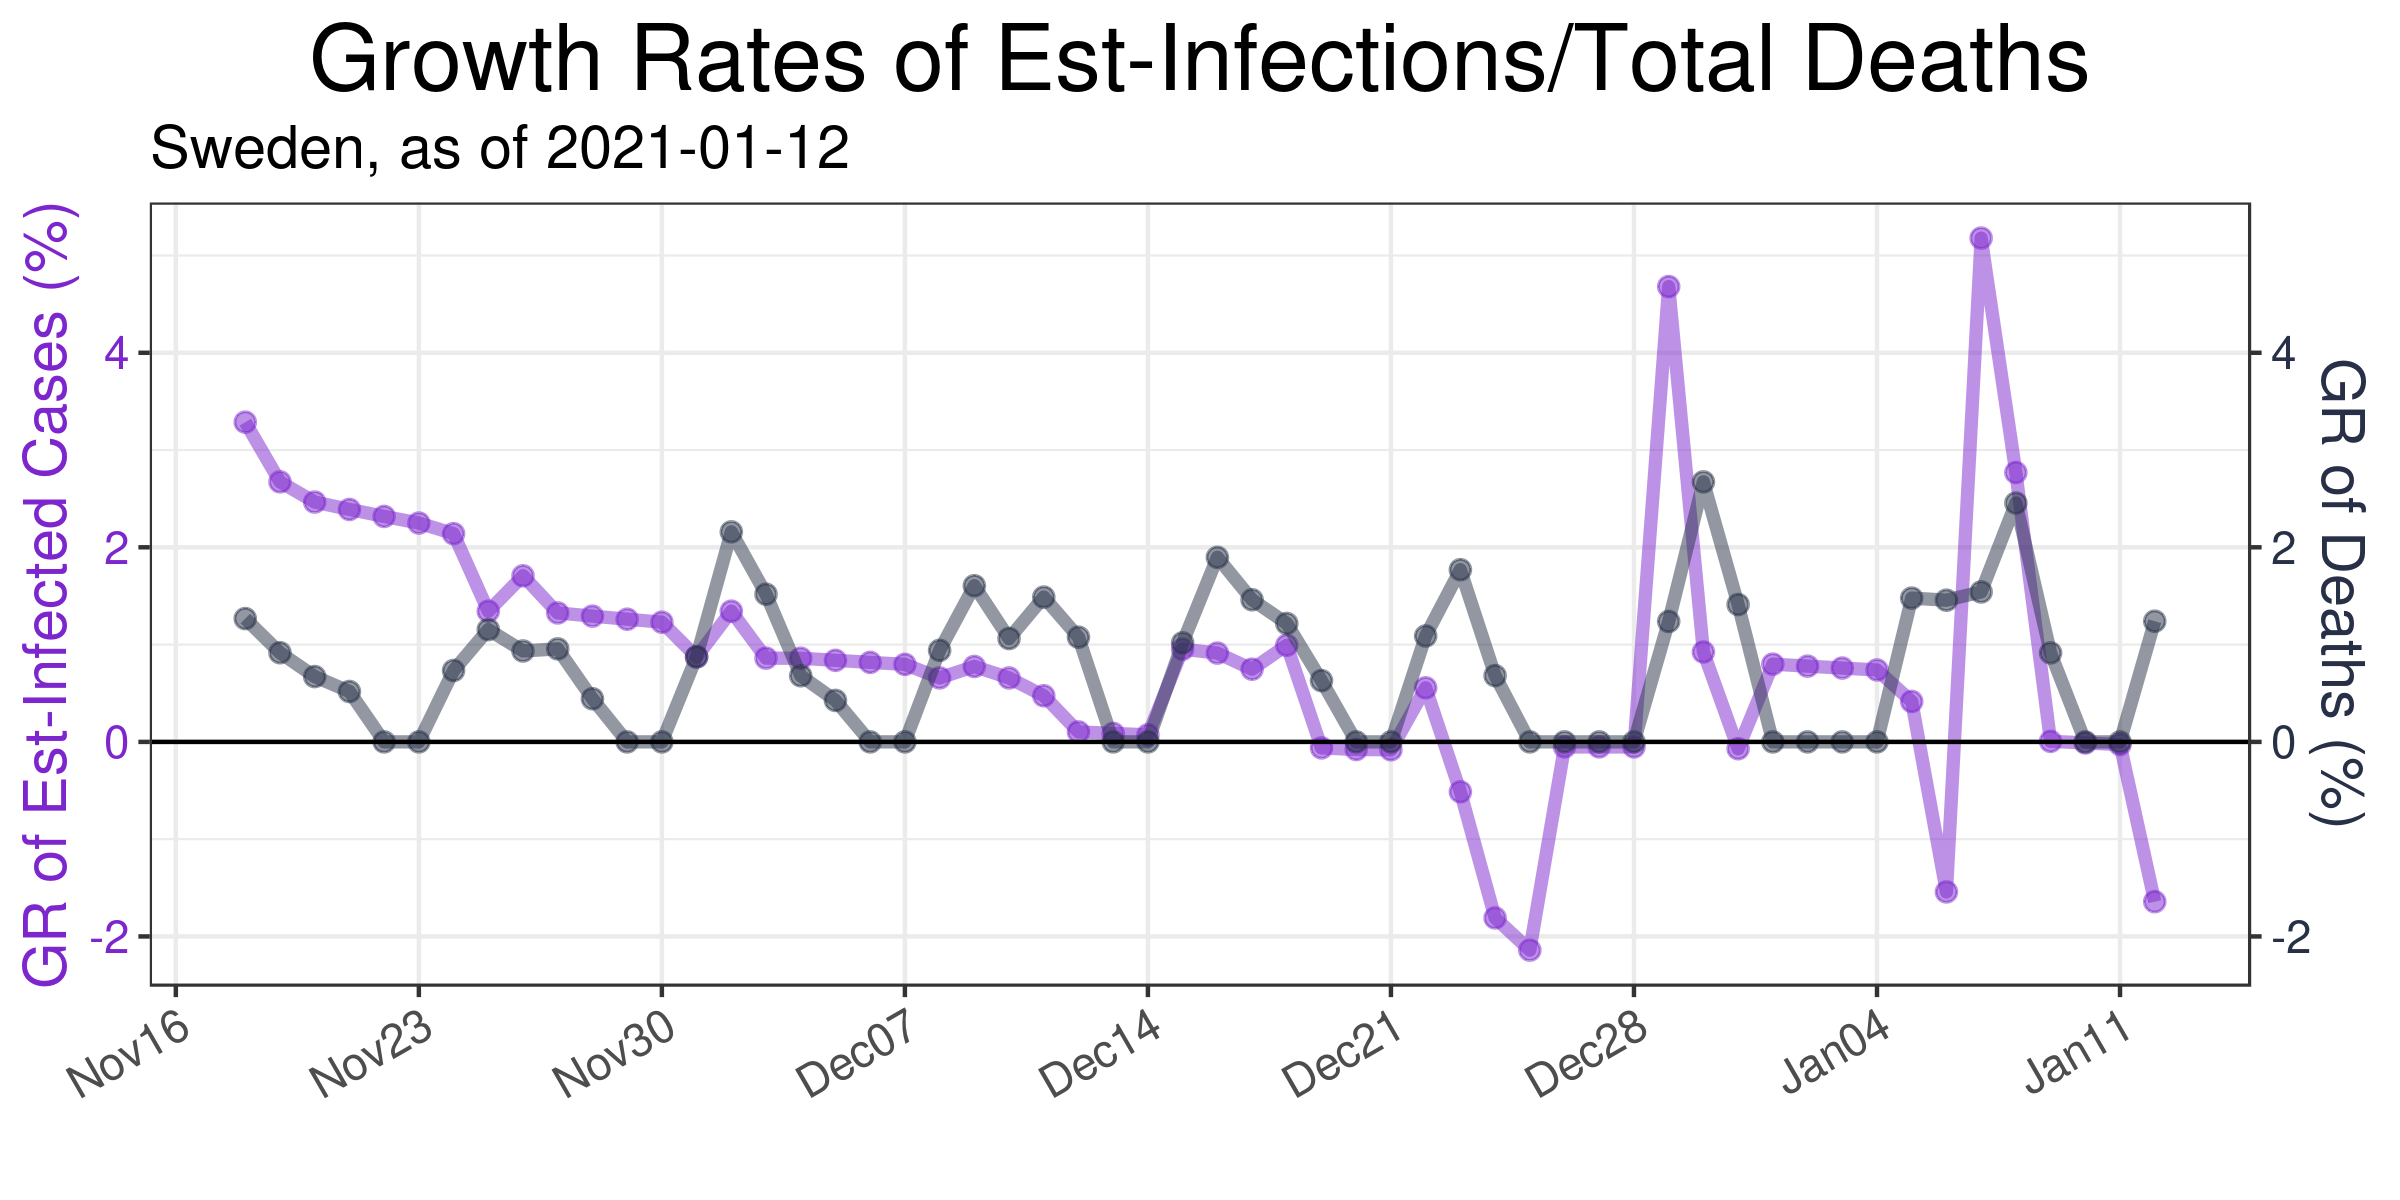 Growth Rates of Est-Infections/Total Deaths
Sweden, as of 2021-01-12
GR of Est-Infected Cases (%)
4
2
0
-2
4
2
0
-2
GR of Deaths (%)
Nov16 Nov23 Nov30 Dec07 Dec14 Dec21 Dec28 Jan04 Jan11